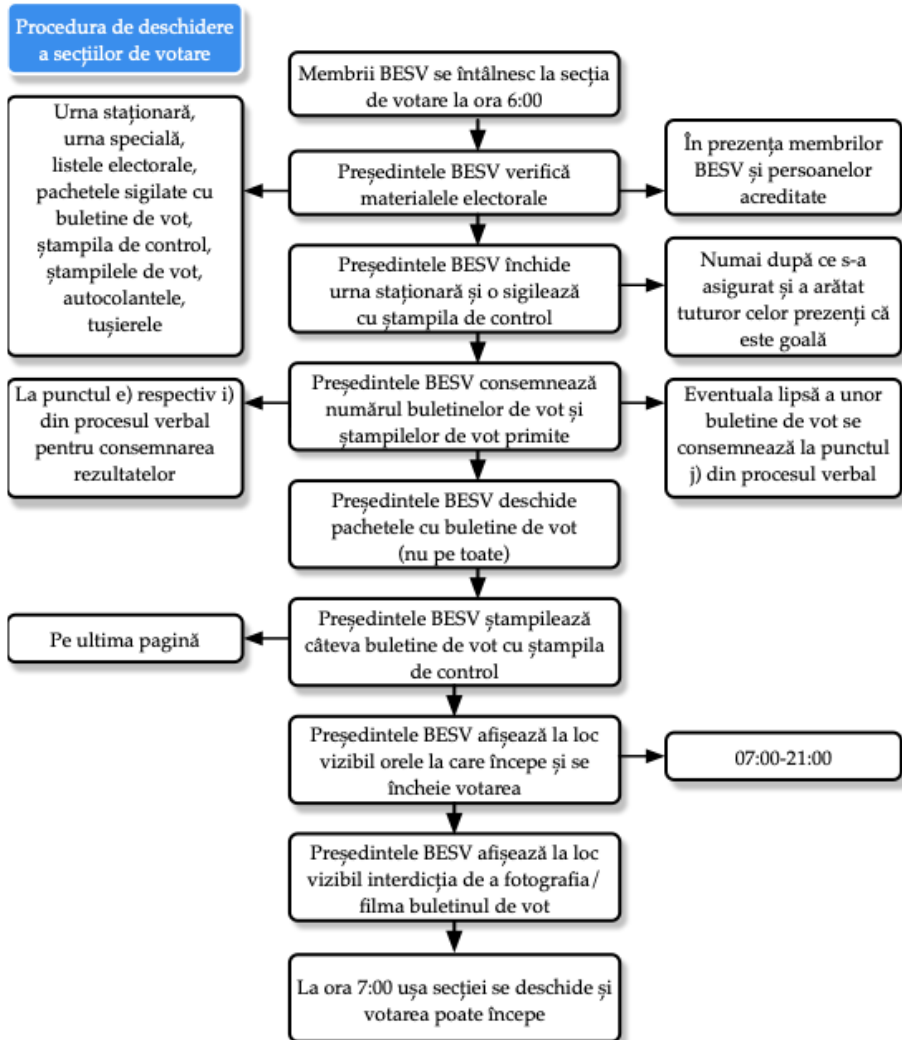 Procedura de deschidere
a secțiilor de votare
Membrii BESV se întâlnesc la secția
de votare la ora 6:00
Urna staționară,
urna specială,
listele electorale,
pachetele sigilate cu
buletine de vot,
ștampila de control,
ștampilele de vot,
autocolantele,
tușierele
Președintele BESV verifică
materialele electorale
În prezența membrilor
BESV și persoanelor
acreditate
Președintele BESV închide
urna staționară și o sigilează
cu ștampila de control
Numai după ce s-a
asigurat și a arătat
tuturor celor prezenți că
este goală
La punctul e) respectiv i)
din procesul verbal
pentru consemnarea
rezultatelor
Președintele BESV consemnează
numărul buletinelor de vot și
ștampilelor de vot primite
Eventuala lipsă a unor
buletine de vot se
consemnează la punctul
j) din procesul verbal
Președintele BESV deschide
pachetele cu buletine de vot
(nu pe toate)
Pe ultima pagină
Președintele BESV ștampilează
câteva buletine de vot cu ștampila
de control
Președintele BESV afișează la loc
vizibil orele la care începe și se
încheie votarea
07:00-21:00
Președintele BESV afișează la loc
vizibil interdicția de a fotografia/
filma buletinul de vot
La ora 7:00 ușa secției se deschide și
votarea poate începe